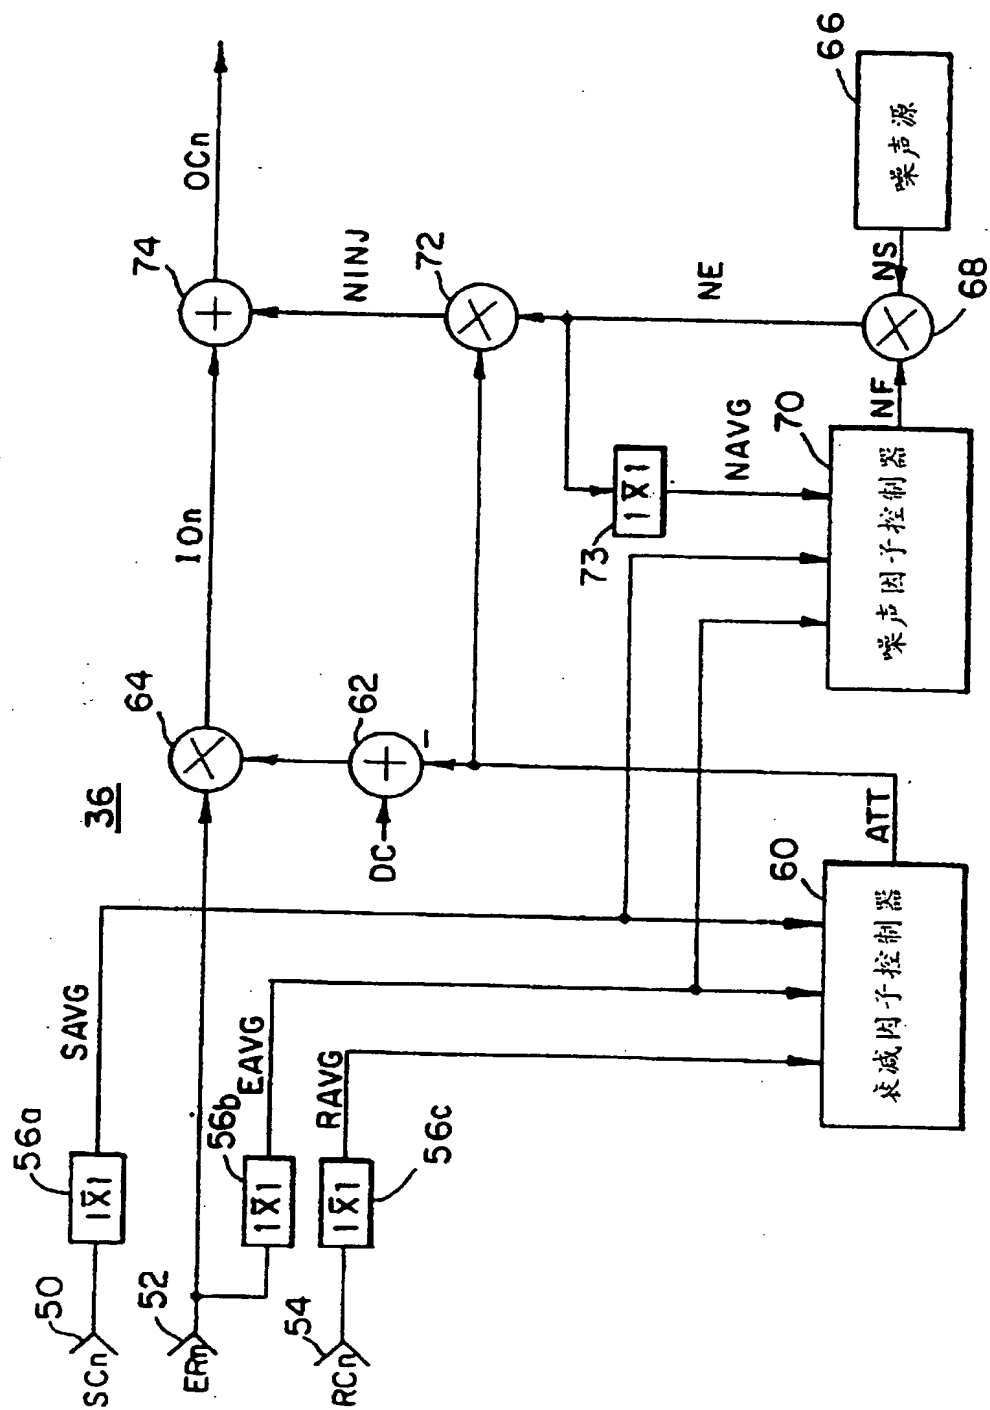 36
SCn
50
56a
|X̄|
SAVG
ERn
52
56b
|X̄|
EAVG
RCn
54
56c
|X̄|
RAVG
64
10n
74
OCn
DC
62
-
NINJ
72
NE
73
|X̄|
NAVG
60
衰减因子控制器
ATT
70
噪声因子控制器
NF
68
NS
66
噪声源